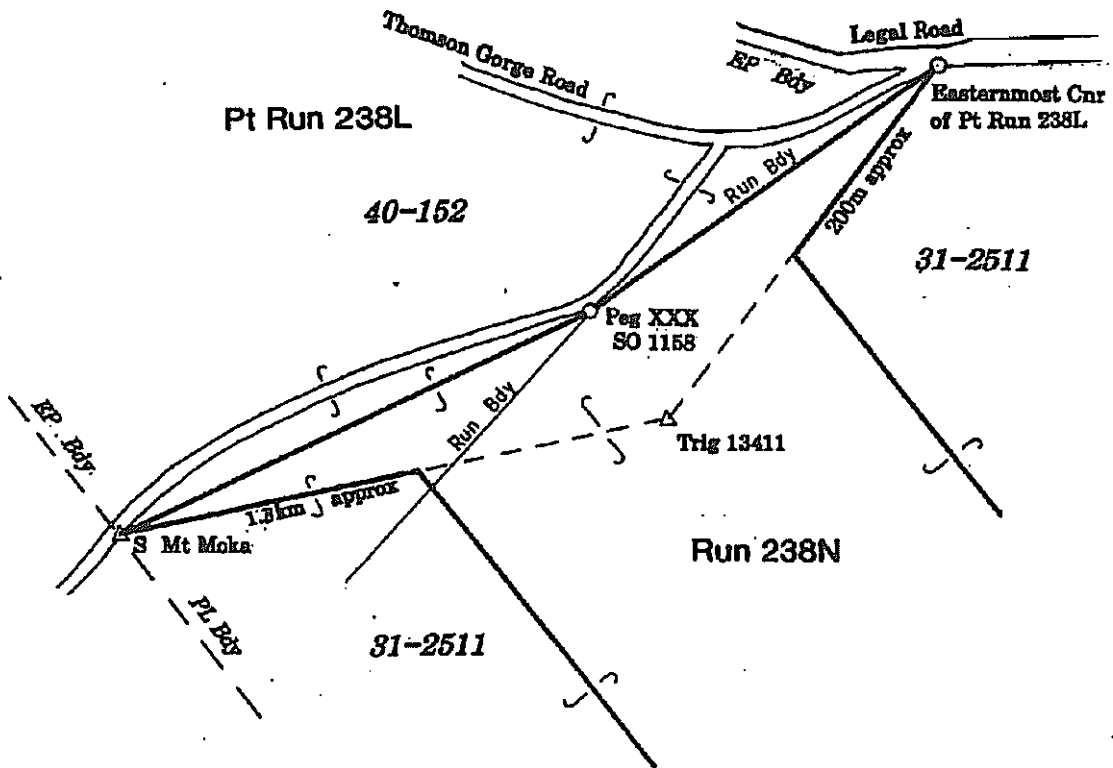 Legal Road
Thomson Gorge Road
EP Bdy
Easternmost Cnr
of Pt Run 238L
Pt Run 238L
Run Bdy
200m approx
40-152
31-2511
Peg XXX
SO 1158
Run Bdy
EP. Bdy.
Trig 13411
1.8km approx
S Mt Moka
Run 238N
PL Bdy
31-2511